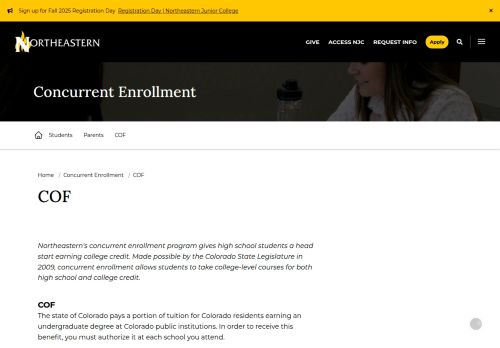 Sign up for Fall 2025 Registration Day Registration Day | Northeastern Junior College ×
NORTHEASTERN
GIVE ACCESS NJC REQUEST INFO Apply
Concurrent Enrollment
Students Parents COF
Home / Concurrent Enrollment / COF
COF
Northeastern's concurrent enrollment program gives high school students a head
start earning college credit. Made possible by the Colorado State Legislature in
2009, concurrent enrollment allows students to take college-level courses for both
high school and college credit.
COF
The state of Colorado pays a portion of tuition for Colorado residents earning an
undergraduate degree at Colorado public institutions. In order to receive this
benefit, you must authorize it at each school you attend.